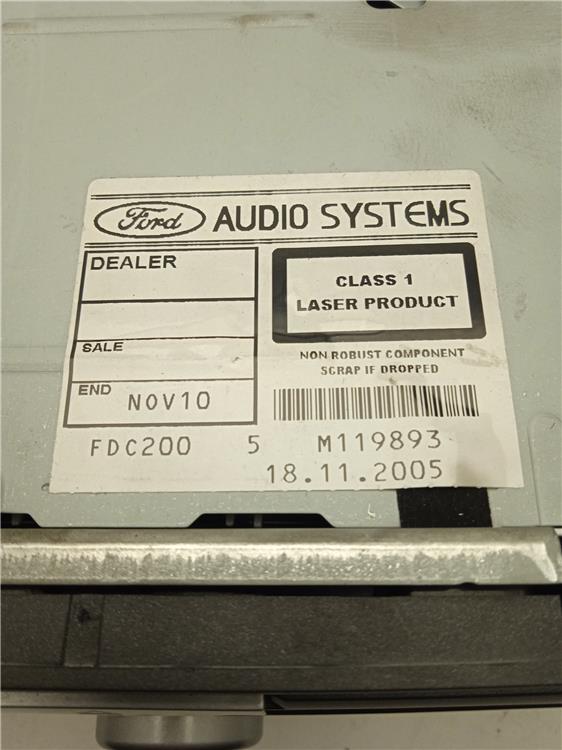 Ford AUDIO SYSTEMS
DEALER
CLASS 1
LASER PRODUCT
SALE
NON ROBUST COMPONENT
SCRAP IF DROPPED
END NOV10
FDC200 5 M119893
18.11.2005